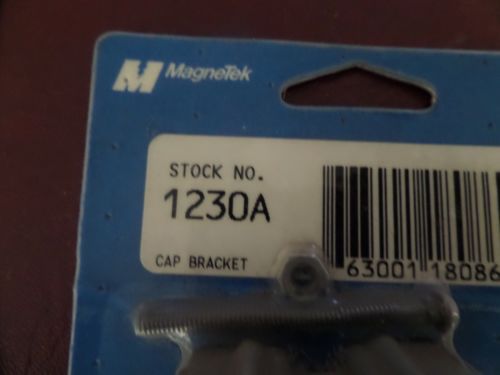 MagneTek
STOCK NO.
1230A
CAP BRACKET
63001 18086